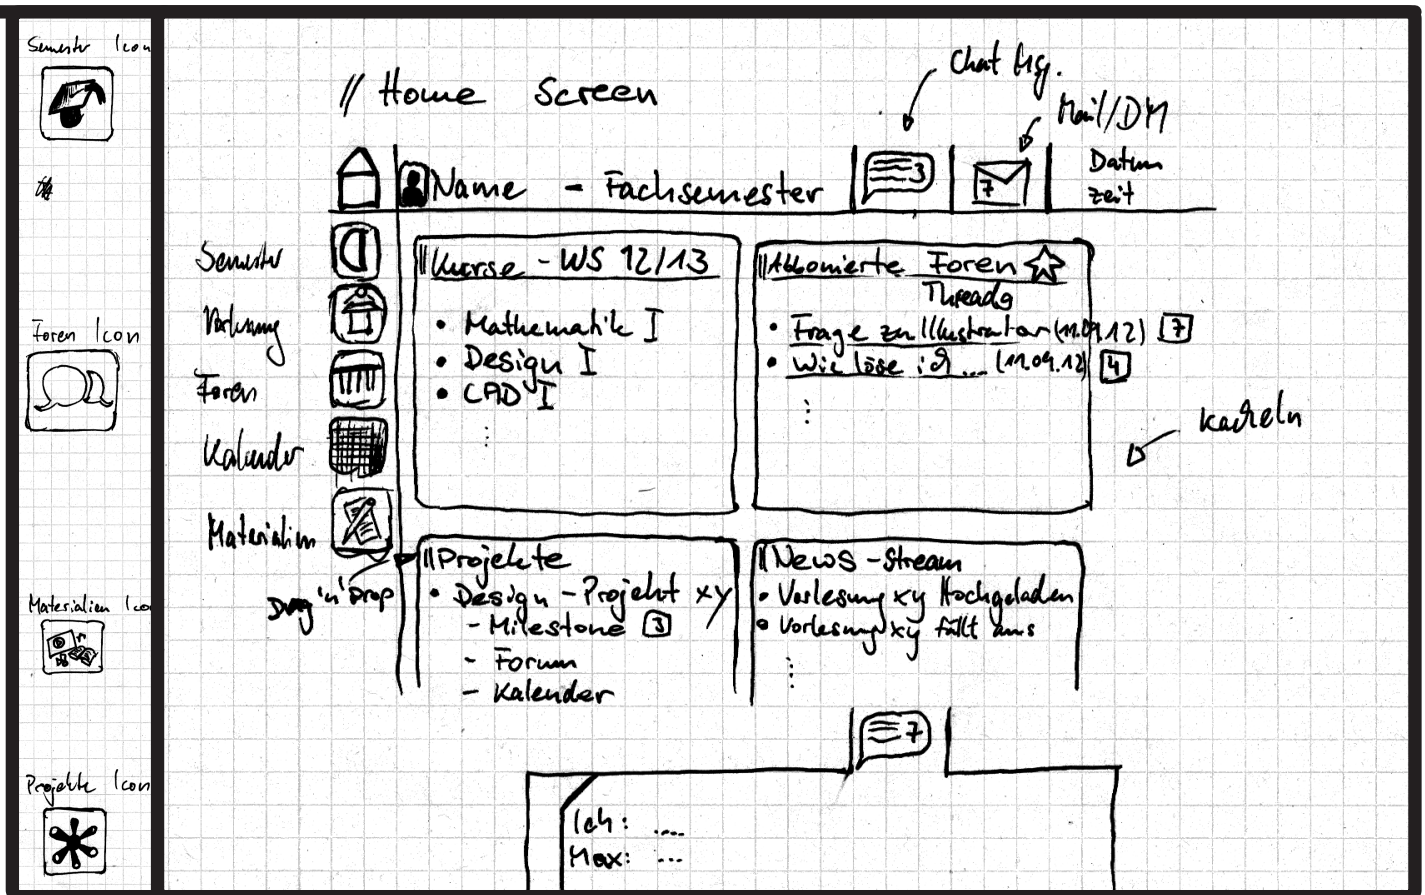 Semester Icon
Foren Icon
Materialien Ico
Projekte Icon
// Home Screen
Chat Msg.
Mail/DM
Name - Fachsemester
3
7
Datum
Zeit
Semester
Vorlesung
Foren
Kalender
Materialien
Drag 'n' Drop
|| Kurse - WS 12/13
• Mathematik I
• Design I
• CAD I
⋮
|| Abbonierte Foren
Threads
• Frage zu Illustrator (11.09.12) 7
• Wie löse ich ... (11.09.12) 4
⋮
Kacheln
|| Projekte
• Design - Projekt xy
- Milestone 3
- Forum
- Kalender
|| News - Stream
• Vorlesung xy Hochgeladen
• Vorlesung xy fällt aus
⋮
7
Ich: ....
Max: ...